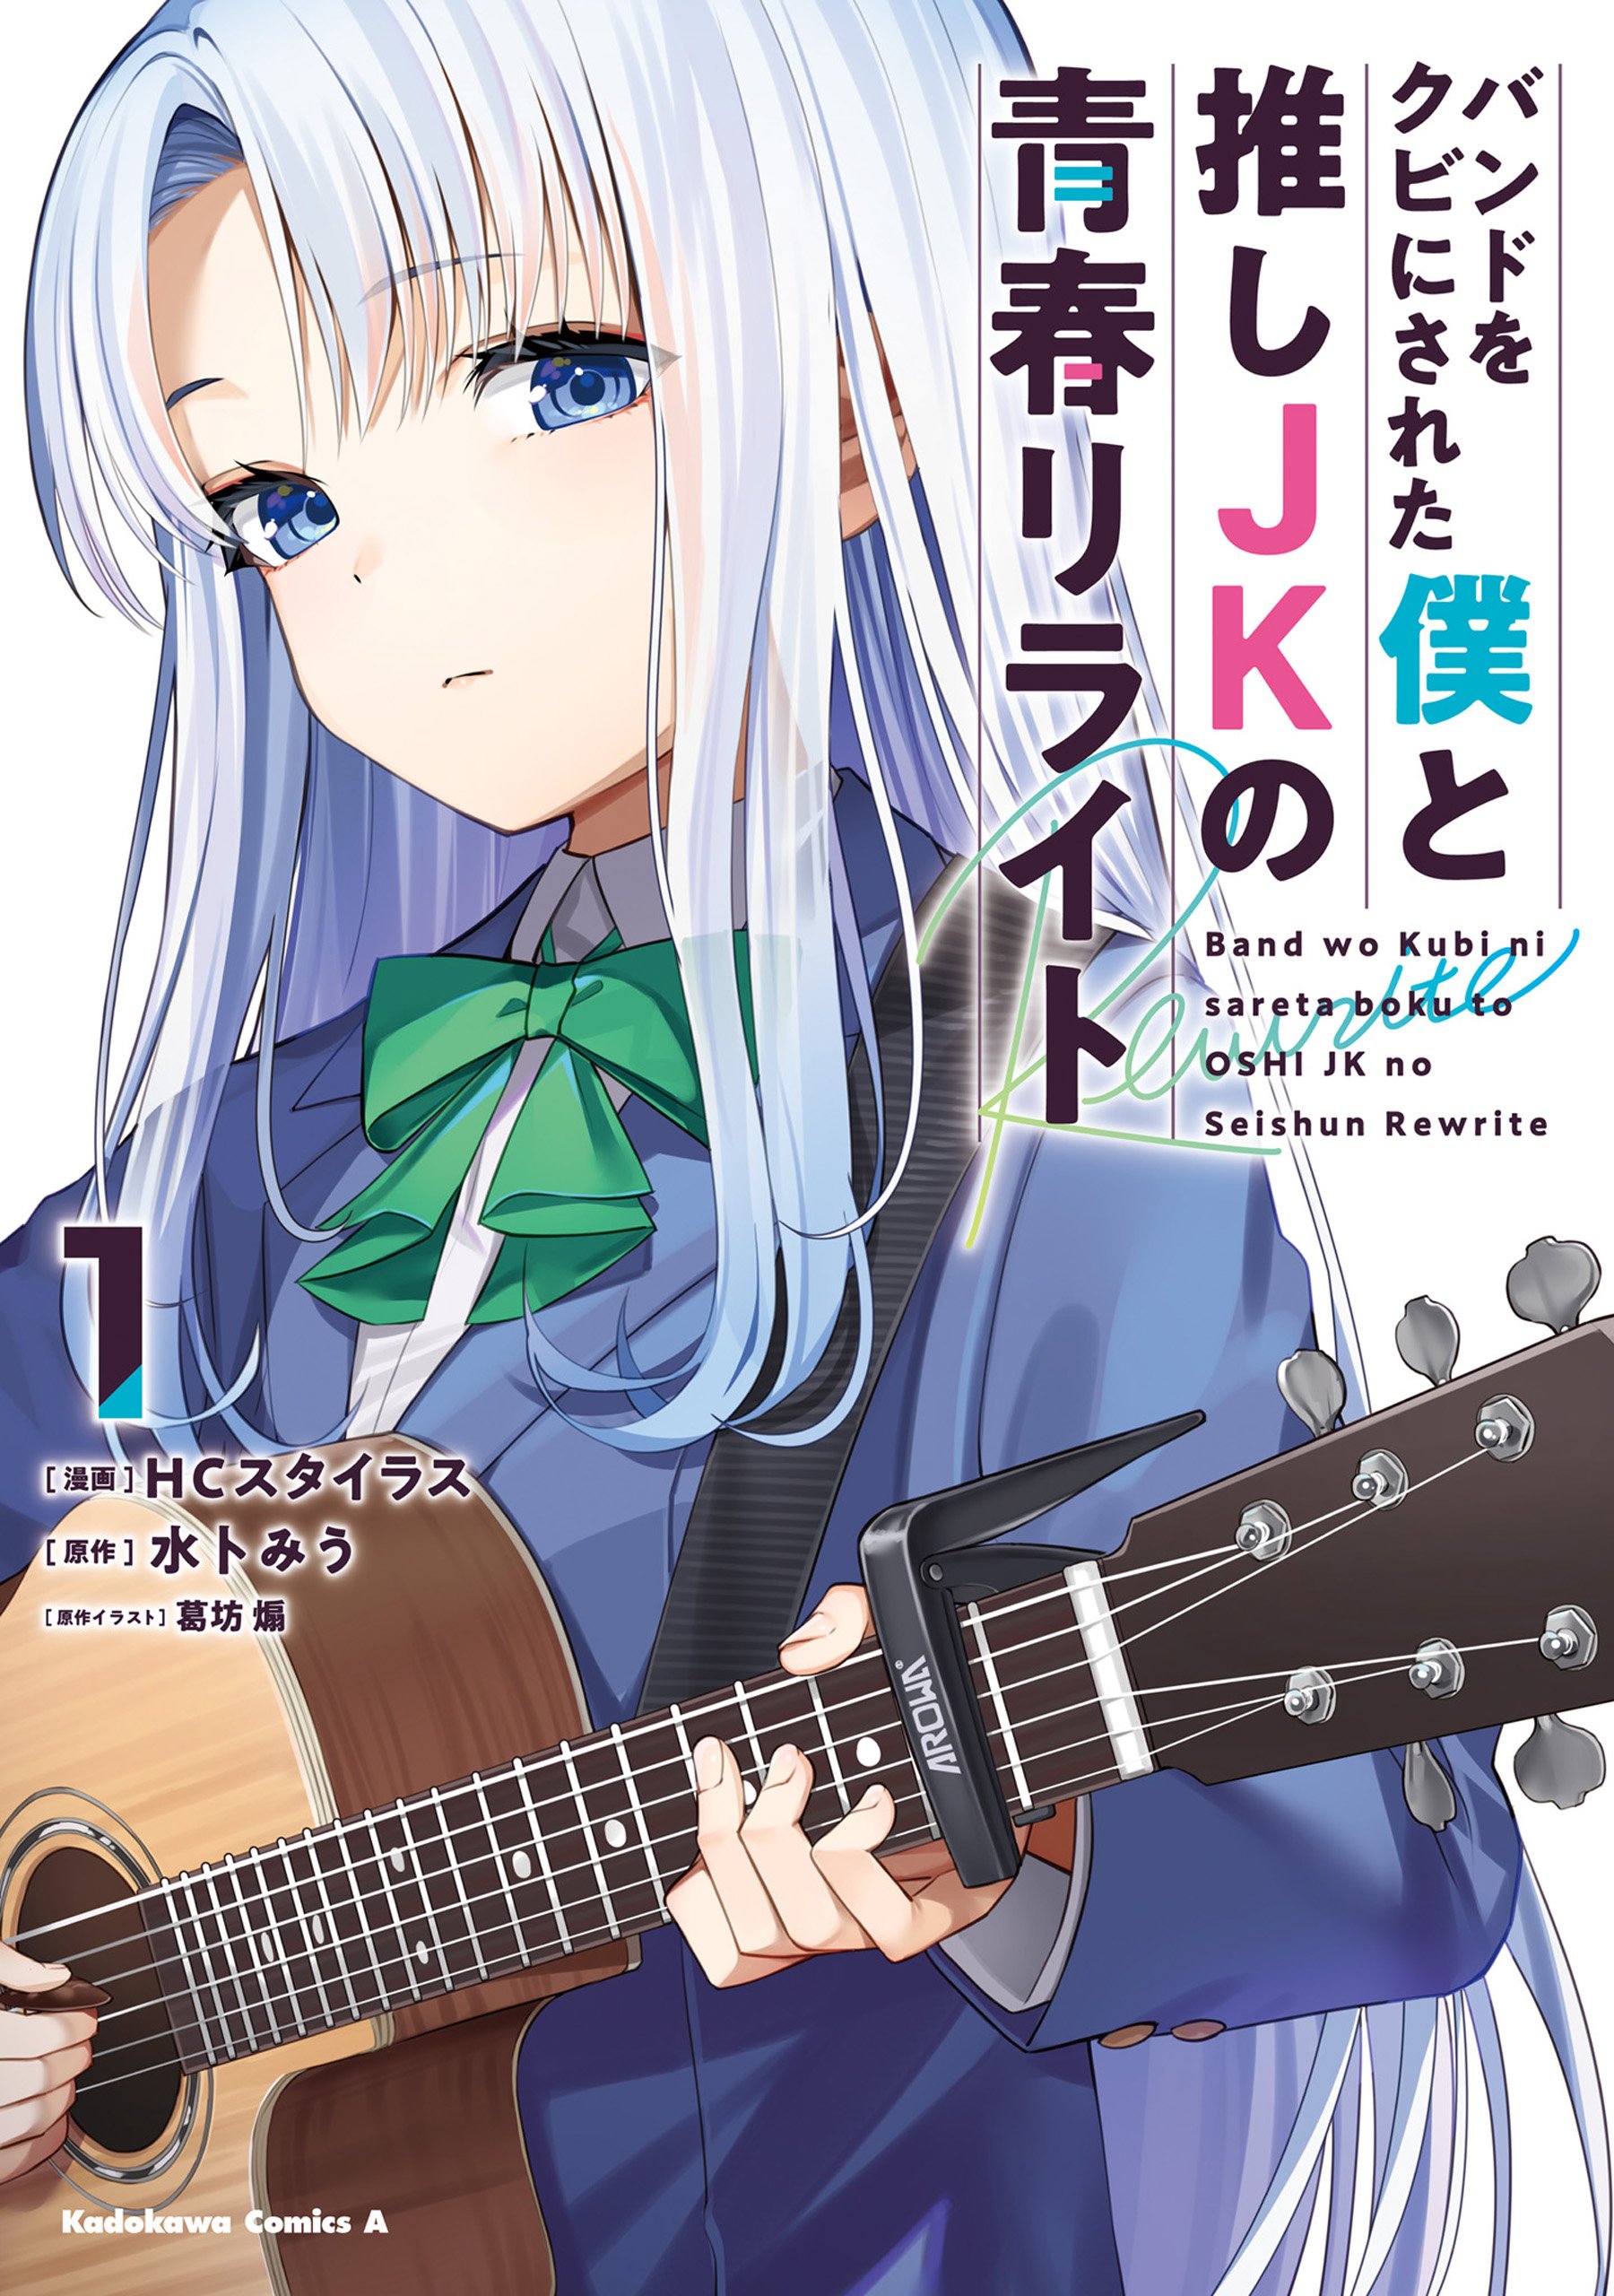 バンドを
クビにされた僕と
推しJKの
青春リライト
Rewrite
Band wo Kubi ni
sareta boku to
OSHI JK no
Seishun Rewrite
1
[漫画]HCスタイラス
[原作]水卜みう
[原作イラスト]葛坊 煽
AROWA®
Kadokawa Comics A